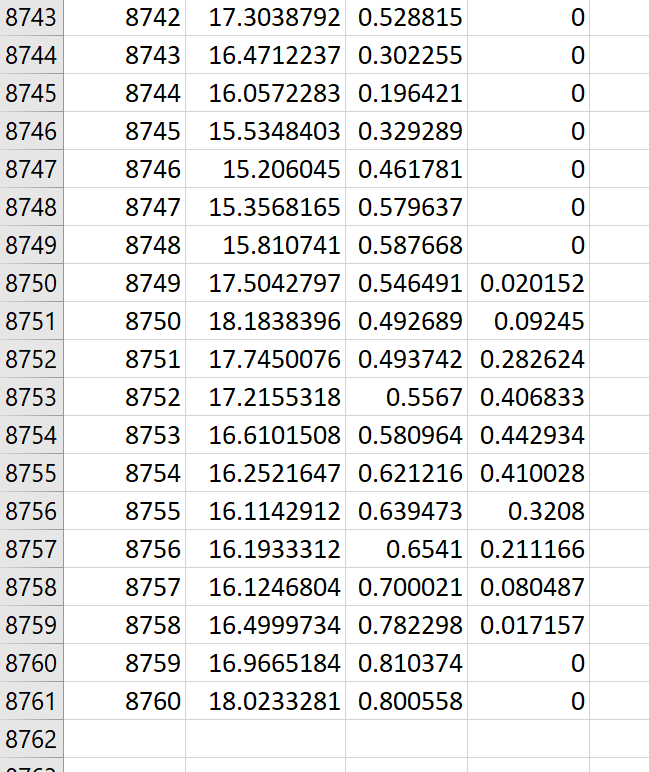 8743 8742 17.3038792 0.528815 0
8744 8743 16.4712237 0.302255 0
8745 8744 16.0572283 0.196421 0
8746 8745 15.5348403 0.329289 0
8747 8746 15.206045 0.461781 0
8748 8747 15.3568165 0.579637 0
8749 8748 15.810741 0.587668 0
8750 8749 17.5042797 0.546491 0.020152
8751 8750 18.1838396 0.492689 0.09245
8752 8751 17.7450076 0.493742 0.282624
8753 8752 17.2155318 0.5567 0.406833
8754 8753 16.6101508 0.580964 0.442934
8755 8754 16.2521647 0.621216 0.410028
8756 8755 16.1142912 0.639473 0.3208
8757 8756 16.1933312 0.6541 0.211166
8758 8757 16.1246804 0.700021 0.080487
8759 8758 16.4999734 0.782298 0.017157
8760 8759 16.9665184 0.810374 0
8761 8760 18.0233281 0.800558 0
8762